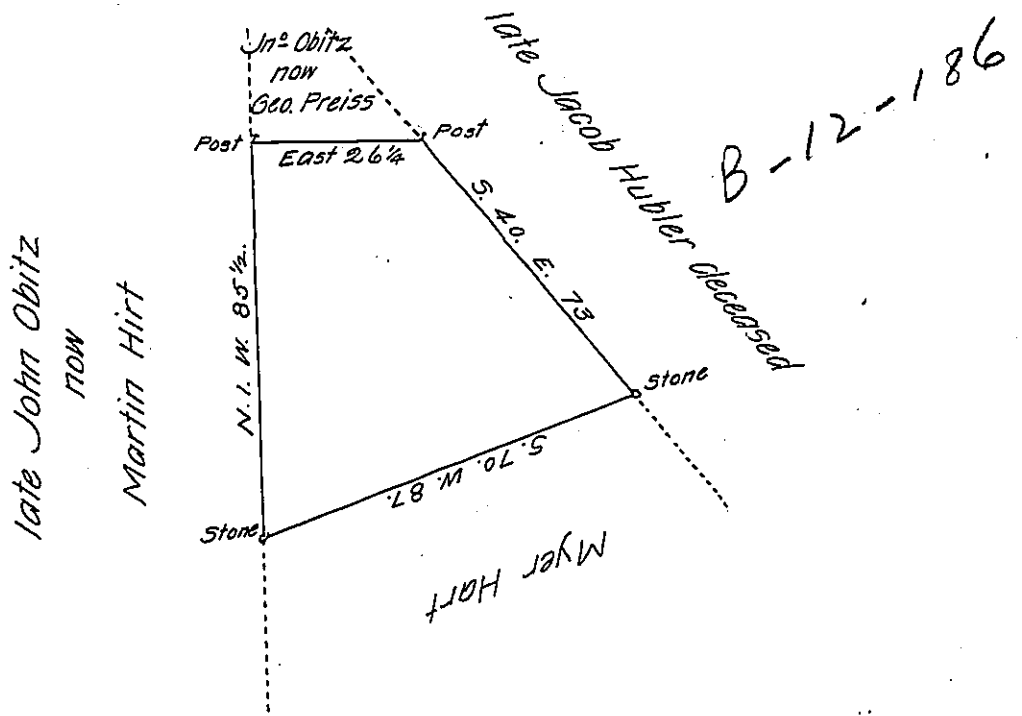 Jnº Obitz
now
Geo. Preiss
Post
Post
East 26¼
late Jacob Hubler deceased
B-12-186
S. 40. E. 73
N. 1. W. 85½.
late John Obitz
now
Martin Hirt
Stone
S. 70. W. 87.
Stone
Myer Hart